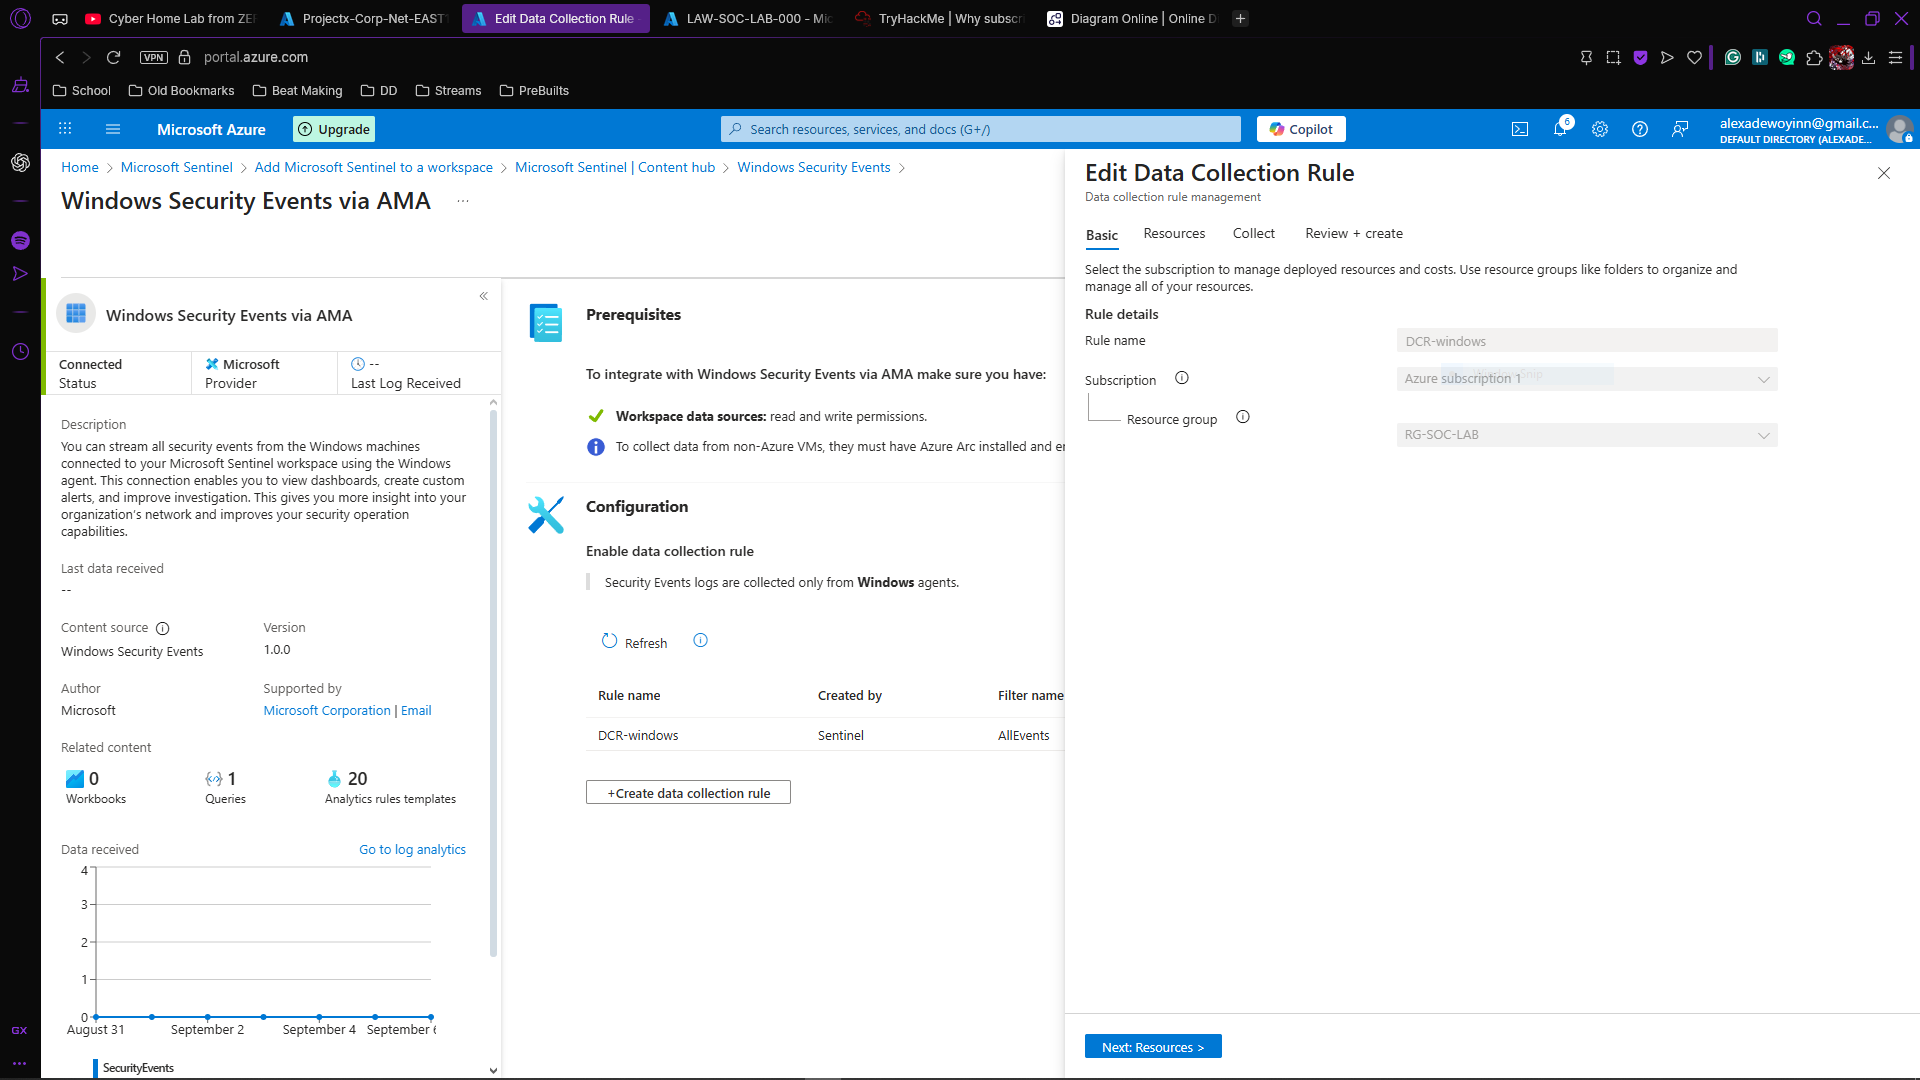 Cyber Home Lab from ZE
Projectx-Corp-Net-EAST
Edit Data Collection Rule
LAW-SOC-LAB-000 - Mi
TryHackMe | Why subscr
Diagram Online | Online D
VPN
portal.azure.com
School
Old Bookmarks
Beat Making
DD
Streams
PreBuilts
Microsoft Azure
Upgrade
Search resources, services, and docs (G+/)
Copilot
6
alexadewoyinn@gmail.c...
DEFAULT DIRECTORY (ALEXADE...
Home > Microsoft Sentinel > Add Microsoft Sentinel to a workspace > Microsoft Sentinel | Content hub > Windows Security Events >
Windows Security Events via AMA ...
Windows Security Events via AMA
«
Connected
Status
Microsoft
Provider
--
Last Log Received
Description
You can stream all security events from the Windows machines
connected to your Microsoft Sentinel workspace using the Windows
agent. This connection enables you to view dashboards, create custom
alerts, and improve investigation. This gives you more insight into your
organization's network and improves your security operation
capabilities.
Last data received
--
Content source
Windows Security Events
Version
1.0.0
Author
Microsoft
Supported by
Microsoft Corporation | Email
Related content
0
Workbooks
1
Queries
20
Analytics rules templates
Data received
Go to log analytics
4
3
2
1
0
August 31
September 2
September 4
September 6
SecurityEvents
Prerequisites
To integrate with Windows Security Events via AMA make sure you have:
Workspace data sources: read and write permissions.
To collect data from non-Azure VMs, they must have Azure Arc installed and e
Configuration
Enable data collection rule
Security Events logs are collected only from Windows agents.
Refresh
Rule name
Created by
Filter name
DCR-windows
Sentinel
AllEvents
+Create data collection rule
Edit Data Collection Rule
Data collection rule management
Basic
Resources
Collect
Review + create
Select the subscription to manage deployed resources and costs. Use resource groups like folders to organize and
manage all of your resources.
Rule details
Rule name
DCR-windows
Subscription
Azure subscription 1
Resource group
RG-SOC-LAB
Next: Resources >
GX